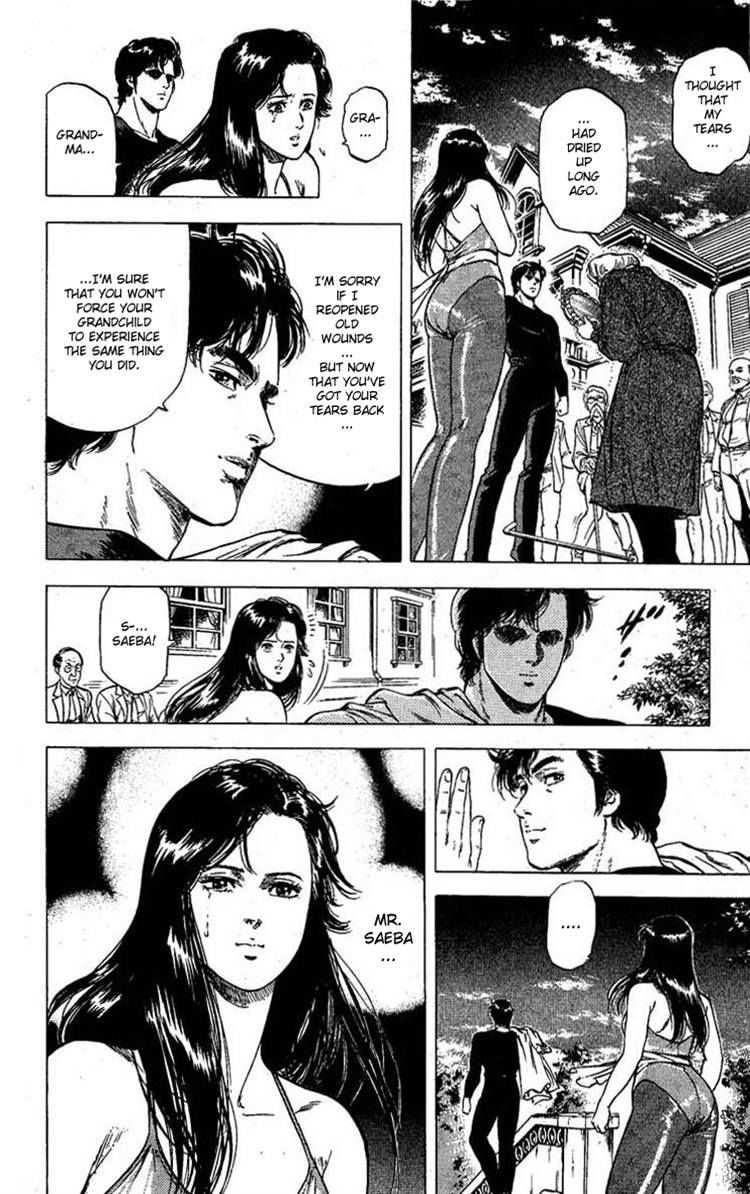 I
THOUGHT
THAT
MY
TEARS...
...
HAD
DRIED
UP
LONG
AGO.
GRA-
...
GRAND-
MA...
I'M SORRY
IF I
REOPENED
OLD
WOUNDS
...
BUT NOW
THAT YOU'VE
GOT YOUR
TEARS BACK
...
...I'M SURE
THAT YOU WON'T
FORCE YOUR
GRANDCHILD
TO EXPERIENCE
THE SAME THING
YOU DID.
S-...
SAEBA!
....
MR.
SAEBA
...